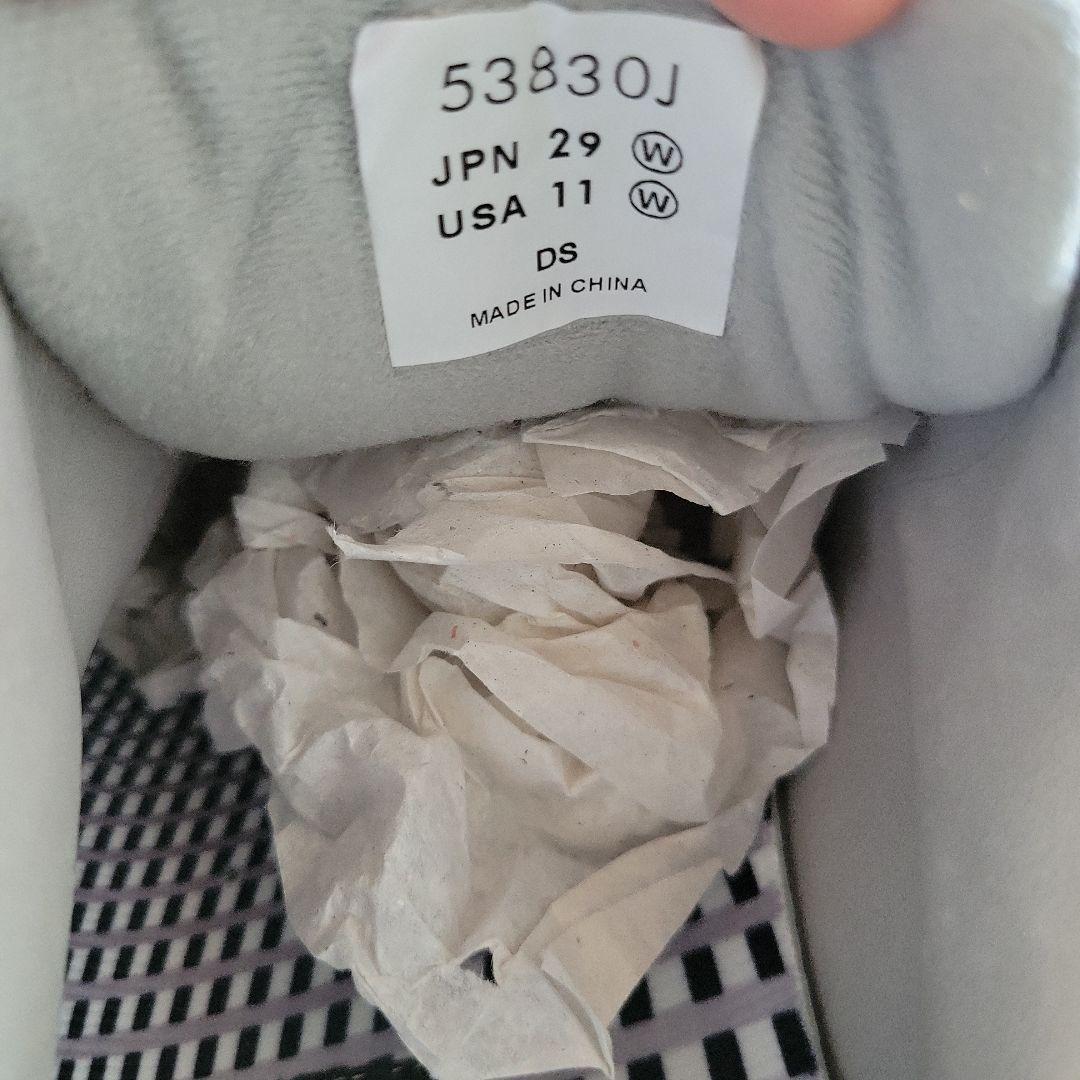 53830J
JPN 29 Ⓦ
USA 11 Ⓦ
DS
MADE IN CHINA